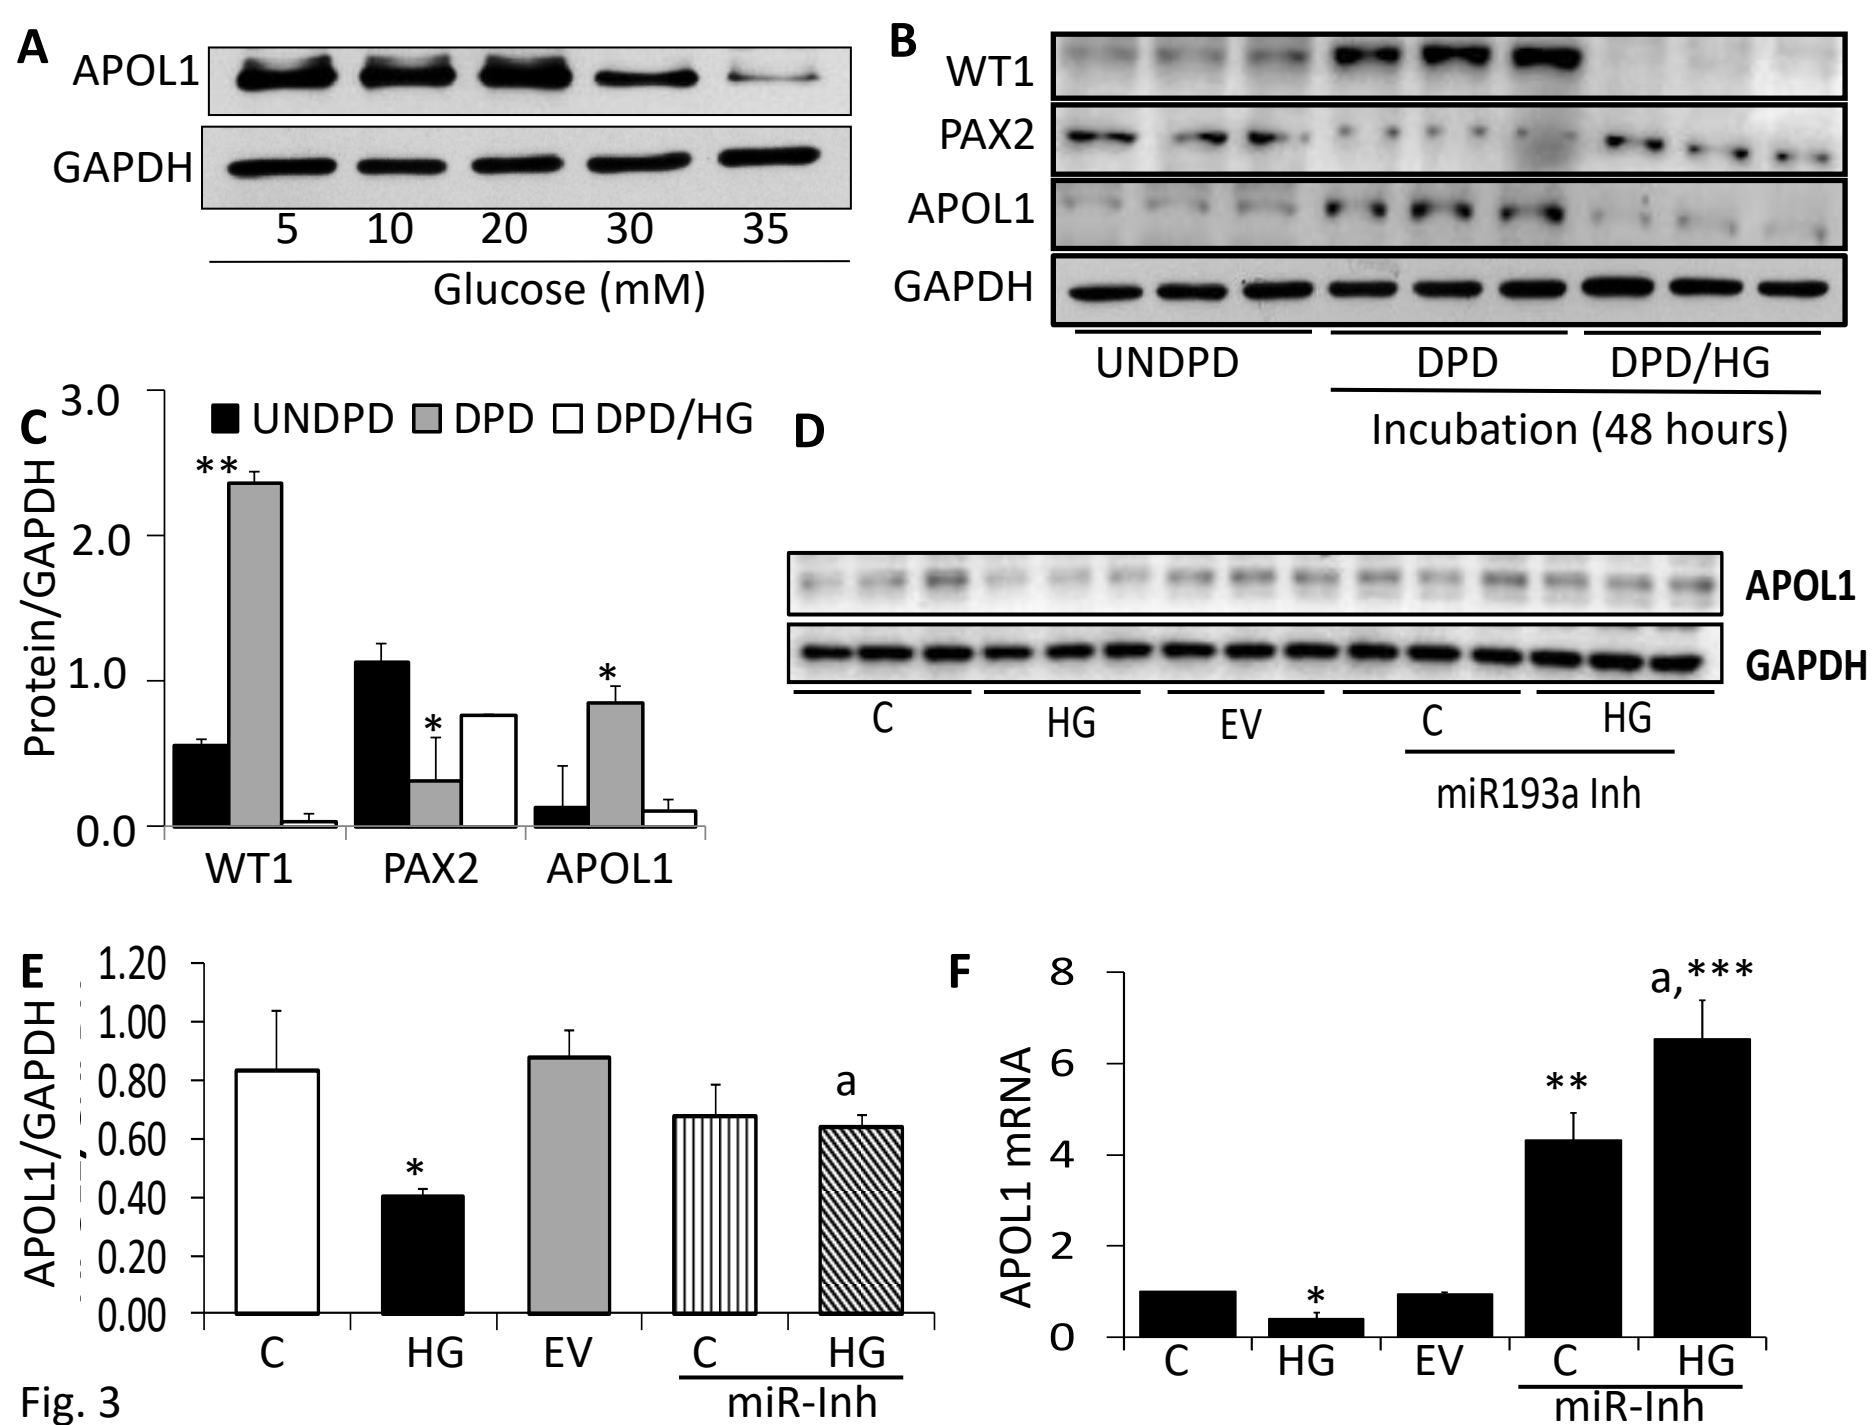 A
APOL1
GAPDH
5 10 20 30 35
Glucose (mM)
B
WT1
PAX2
APOL1
GAPDH
UNDPD DPD DPD/HG
Incubation (48 hours)
C
UNDPD DPD DPD/HG
Protein/GAPDH
3.0
2.0
1.0
0.0
**
*
*
WT1 PAX2 APOL1
D
APOL1
GAPDH
C HG EV C HG
miR193a Inh
E
APOL1/GAPDH
1.20
1.00
0.80
0.60
0.40
0.20
0.00
*
a
C HG EV C HG
miR-Inh
F
APOL1 mRNA
8
6
4
2
0
*
**
a,***
C HG EV C HG
miR-Inh
Fig. 3